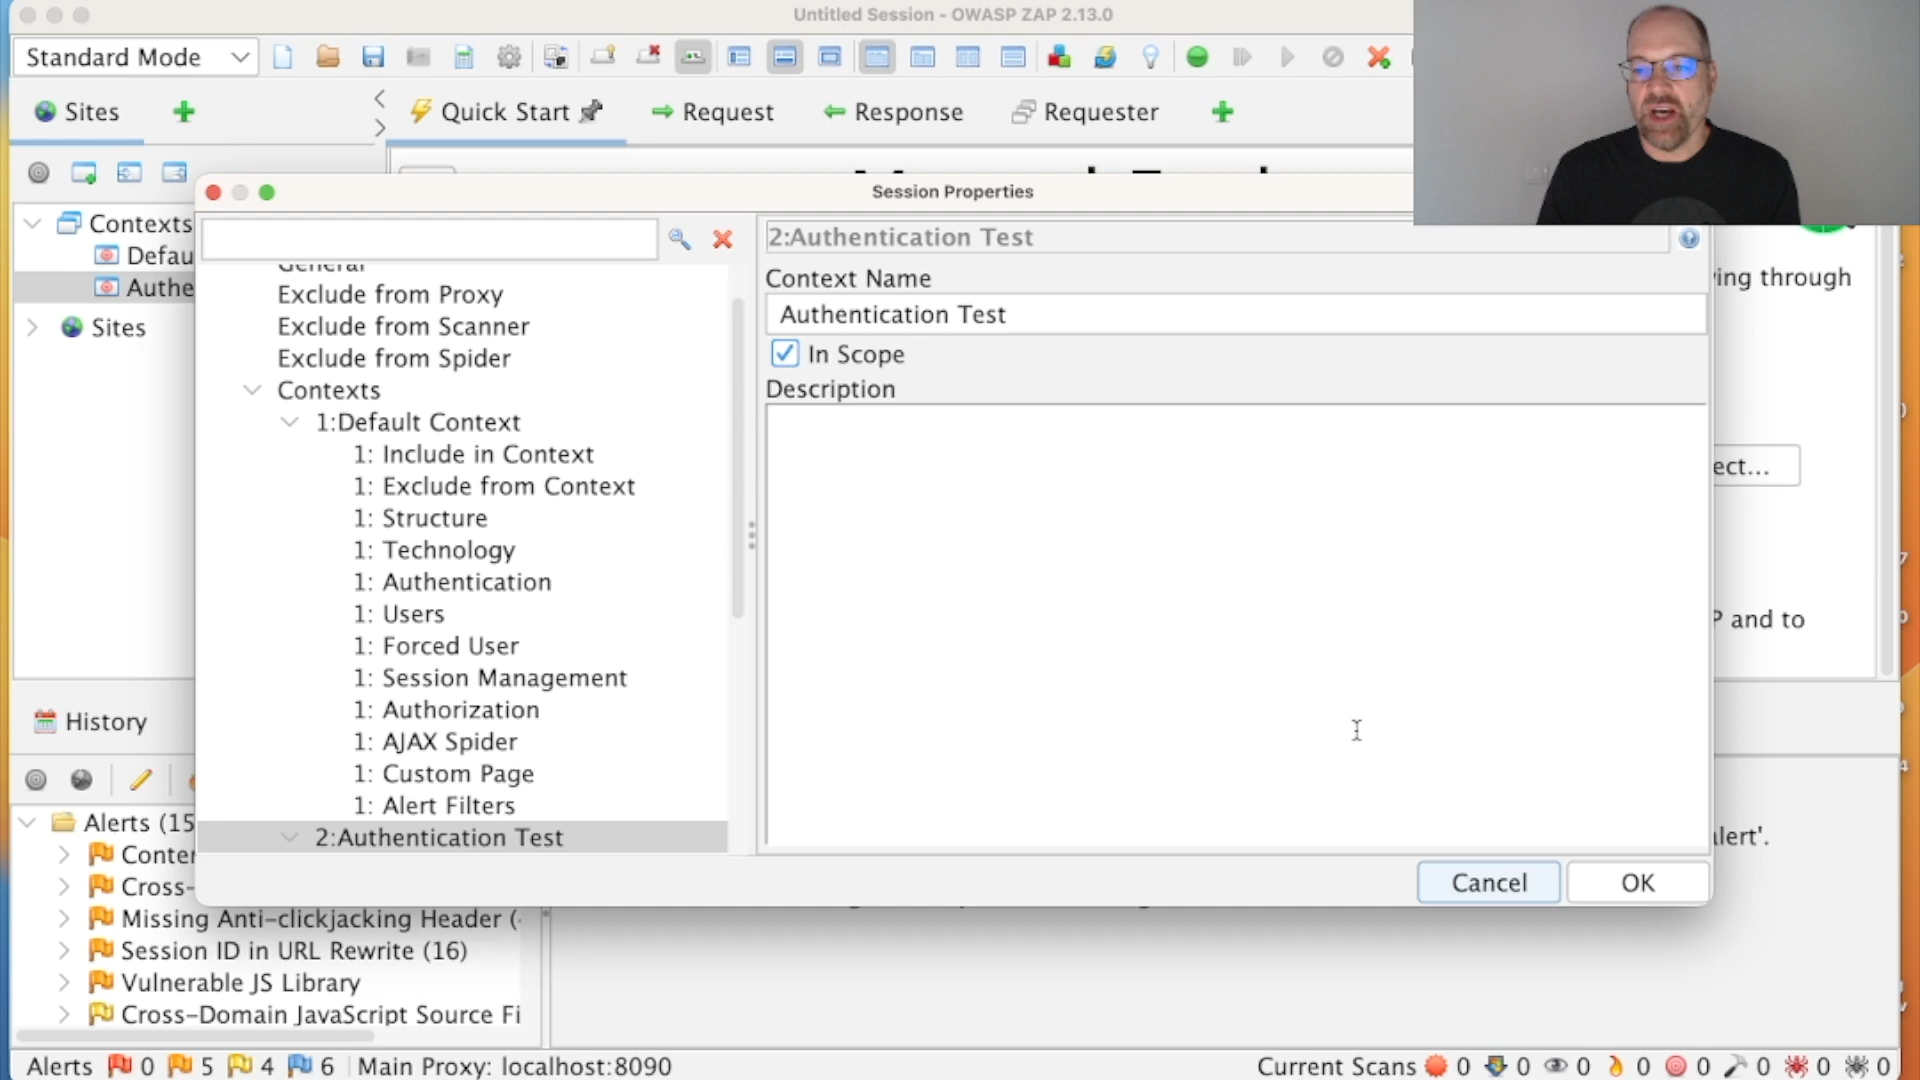 Untitled Session - OWASP ZAP 2.13.0
Standard Mode
Sites
Quick Start
Request
Response
Requester
Contexts
Defau
Authe
Sites
Session Properties
General
Exclude from Proxy
Exclude from Scanner
Exclude from Spider
Contexts
1:Default Context
1: Include in Context
1: Exclude from Context
1: Structure
1: Technology
1: Authentication
1: Users
1: Forced User
1: Session Management
1: Authorization
1: AJAX Spider
1: Custom Page
1: Alert Filters
2:Authentication Test
2:Authentication Test
Context Name
Authentication Test
In Scope
Description
Cancel
OK
ing through
ect...
P and to
lert'.
History
Alerts (15
Conter
Cross-
Missing Anti-clickjacking Header (
Session ID in URL Rewrite (16)
Vulnerable JS Library
Cross-Domain JavaScript Source Fi
Alerts 0 5 4 6 Main Proxy: localhost:8090
Current Scans 0 0 0 0 0 0 0 0